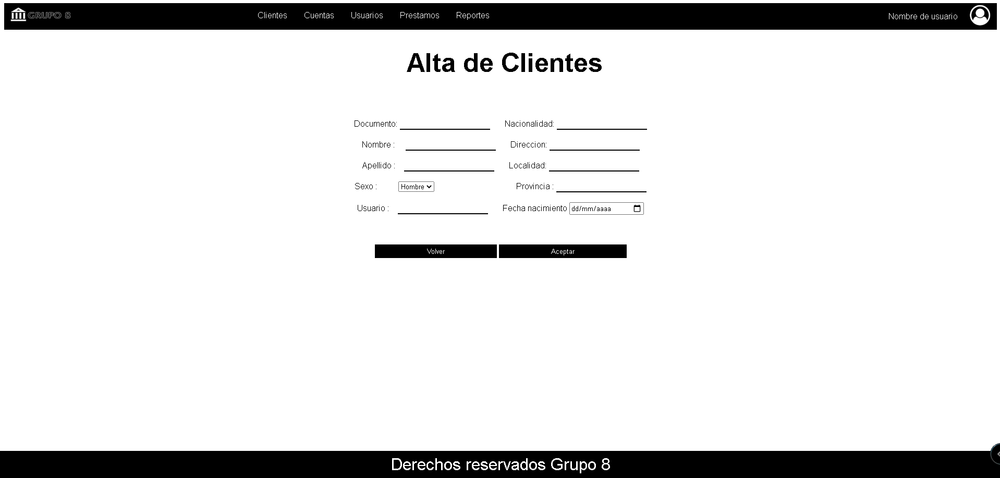 GRUPO 8 Clientes Cuentas Usuarios Prestamos Reportes Nombre de usuario
Alta de Clientes
Documento: Nacionalidad:
Nombre : Direccion:
Apellido : Localidad:
Sexo : Hombre Provincia :
Usuario : Fecha nacimiento dd/mm/aaaa
Volver Aceptar
Derechos reservados Grupo 8